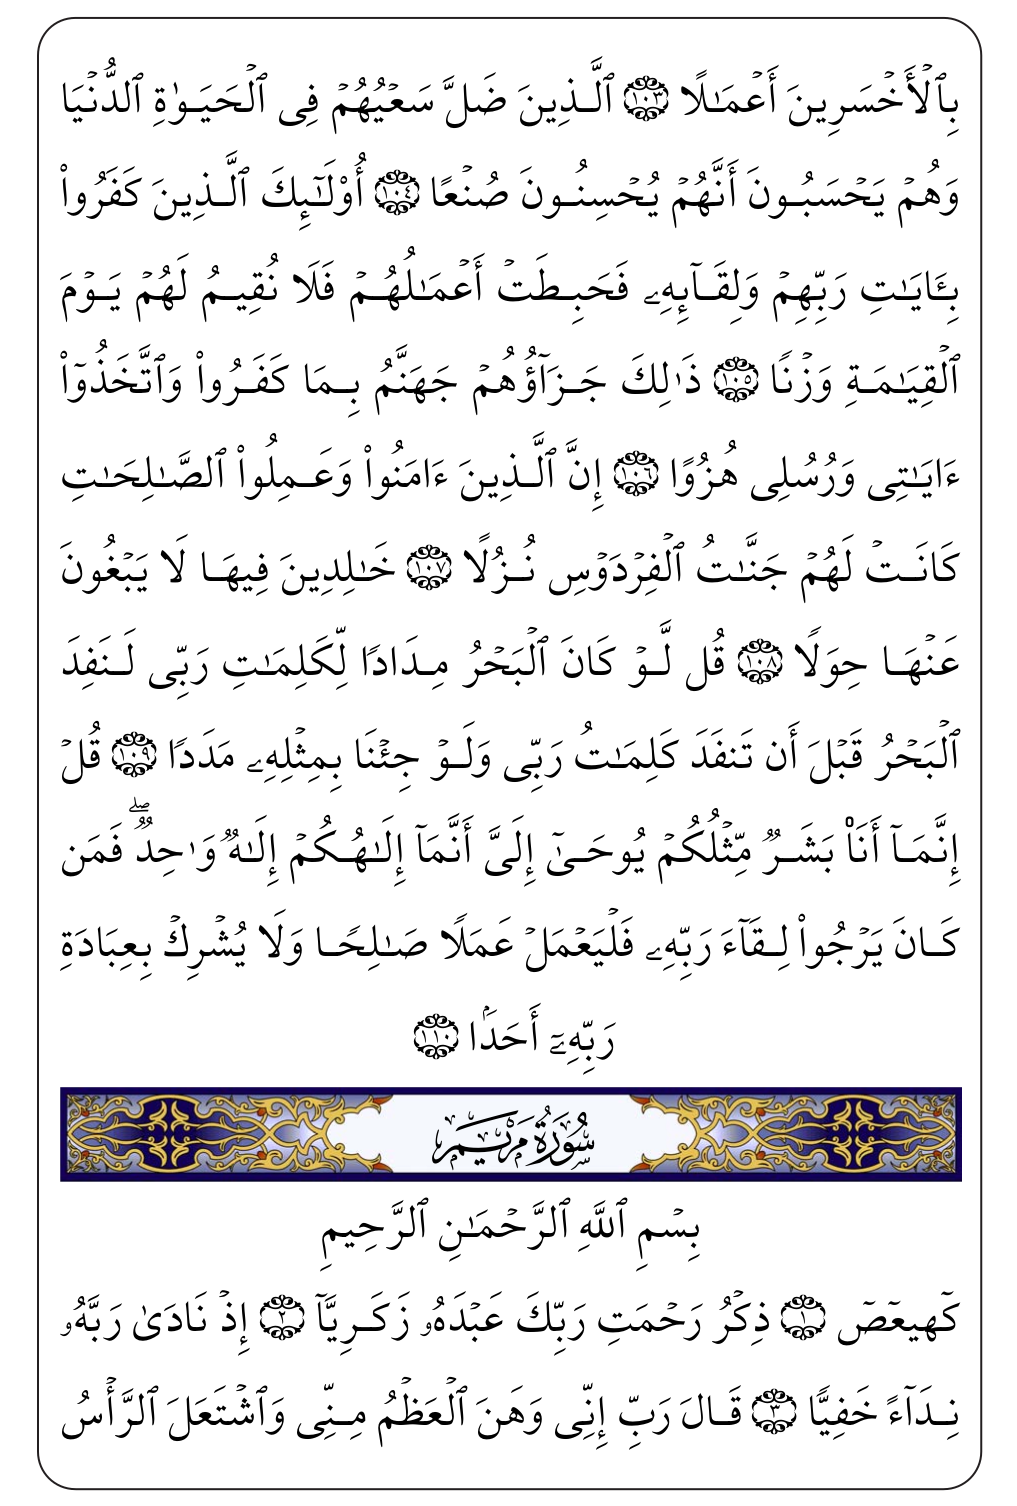 بِٱلۡأَخۡسَرِينَ أَعۡمَٰلًا ١٠٣ ٱلَّذِينَ ضَلَّ سَعۡيُهُمۡ فِى ٱلۡحَيَوٰةِ ٱلدُّنۡيَا
وَهُمۡ يَحۡسَبُونَ أَنَّهُمۡ يُحۡسِنُونَ صُنۡعًا ١٠٤ أُوْلَٰٓئِكَ ٱلَّذِينَ كَفَرُواْ
بِـَٔايَٰتِ رَبِّهِمۡ وَلِقَآئِهِۦ فَحَبِطَتۡ أَعۡمَٰلُهُمۡ فَلَا نُقِيمُ لَهُمۡ يَوۡمَ
ٱلۡقِيَٰمَةِ وَزۡنًا ١٠٥ ذَٰلِكَ جَزَآؤُهُمۡ جَهَنَّمُ بِمَا كَفَرُواْ وَٱتَّخَذُوٓاْ
ءَايَٰتِى وَرُسُلِى هُزُوًا ١٠٦ إِنَّ ٱلَّذِينَ ءَامَنُواْ وَعَمِلُواْ ٱلصَّٰلِحَٰتِ
كَانَتۡ لَهُمۡ جَنَّٰتُ ٱلۡفِرۡدَوۡسِ نُزُلًا ١٠٧ خَٰلِدِينَ فِيهَا لَا يَبۡغُونَ
عَنۡهَا حِوَلًا ١٠٨ قُل لَّوۡ كَانَ ٱلۡبَحۡرُ مِدَادًا لِّكَلِمَٰتِ رَبِّى لَنَفِدَ
ٱلۡبَحۡرُ قَبۡلَ أَن تَنفَدَ كَلِمَٰتُ رَبِّى وَلَوۡ جِئۡنَا بِمِثۡلِهِۦ مَدَدًا ١٠٩ قُلۡ
إِنَّمَآ أَنَا۠ بَشَرٌ مِّثۡلُكُمۡ يُوحَىٰٓ إِلَىَّ أَنَّمَآ إِلَٰهُكُمۡ إِلَٰهٌ وَٰحِدٌۖ فَمَن
كَانَ يَرۡجُواْ لِقَآءَ رَبِّهِۦ فَلۡيَعۡمَلۡ عَمَلًا صَٰلِحًا وَلَا يُشۡرِكۡ بِعِبَادَةِ
رَبِّهِۦٓ أَحَدَۢا ١١٠
سُورَةُ مَرۡيَمَ
بِسۡمِ ٱللَّهِ ٱلرَّحۡمَٰنِ ٱلرَّحِيمِ
كٓهيعٓصٓ ١ ذِكۡرُ رَحۡمَتِ رَبِّكَ عَبۡدَهُۥ زَكَرِيَّآ ٢ إِذۡ نَادَىٰ رَبَّهُۥ
نِدَآءً خَفِيًّا ٣ قَالَ رَبِّ إِنِّى وَهَنَ ٱلۡعَظۡمُ مِنِّى وَٱشۡتَعَلَ ٱلرَّأۡسُ